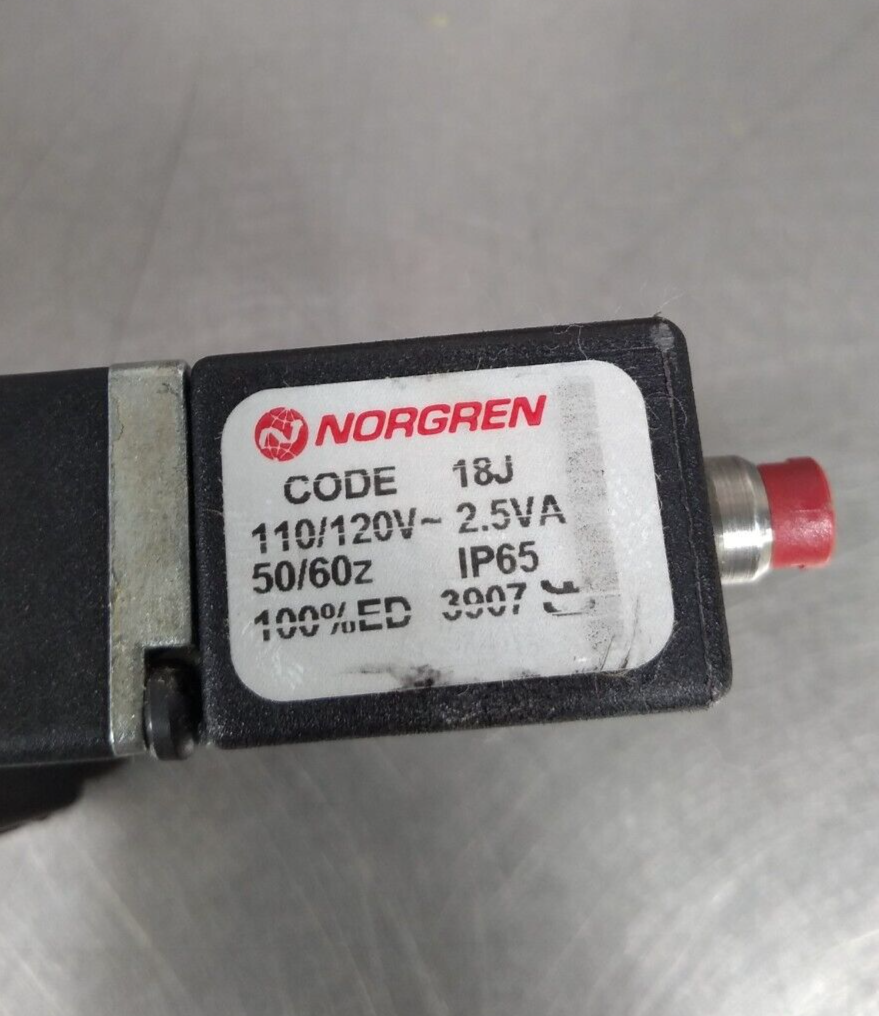 NORGREN
CODE 18J
110/120V~ 2.5VA
50/60z IP65
100%ED 3907